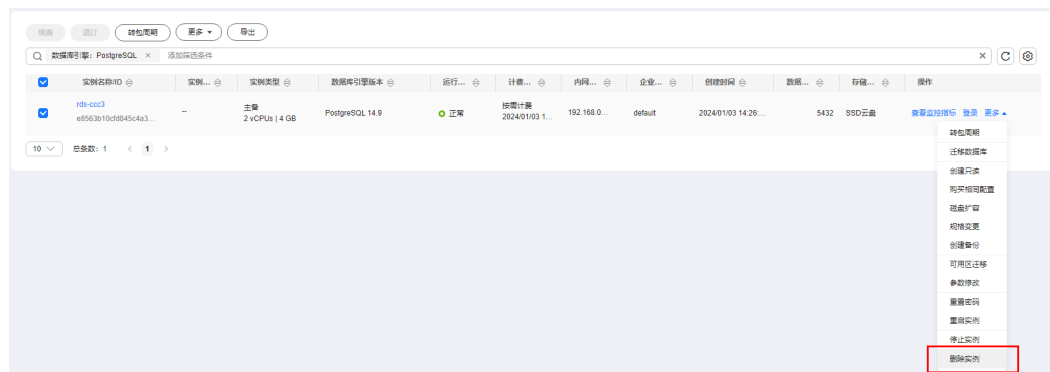 续费 退订 转包周期 更多 导出
数据库引擎: PostgreSQL × 添加筛选条件
实例名称/ID 实例... 实例类型 数据库引擎版本 运行... 计费... 内网... 企业... 创建时间 数据... 存储... 操作
rds-ccc3 -- 主备 PostgreSQL 14.9 正常 按需计费 192.168.0... default 2024/01/03 14:26:... 5432 SSD云盘 查看监控指标 登录 更多
e8563b10cfd845c4a3... 2 vCPUs | 4 GB 2024/01/03 1...
10 总条数: 1 < 1 >
转包周期
迁移数据库
创建只读
购买相同配置
磁盘扩容
规格变更
创建备份
可用区迁移
参数修改
重置密码
重启实例
停止实例
删除实例